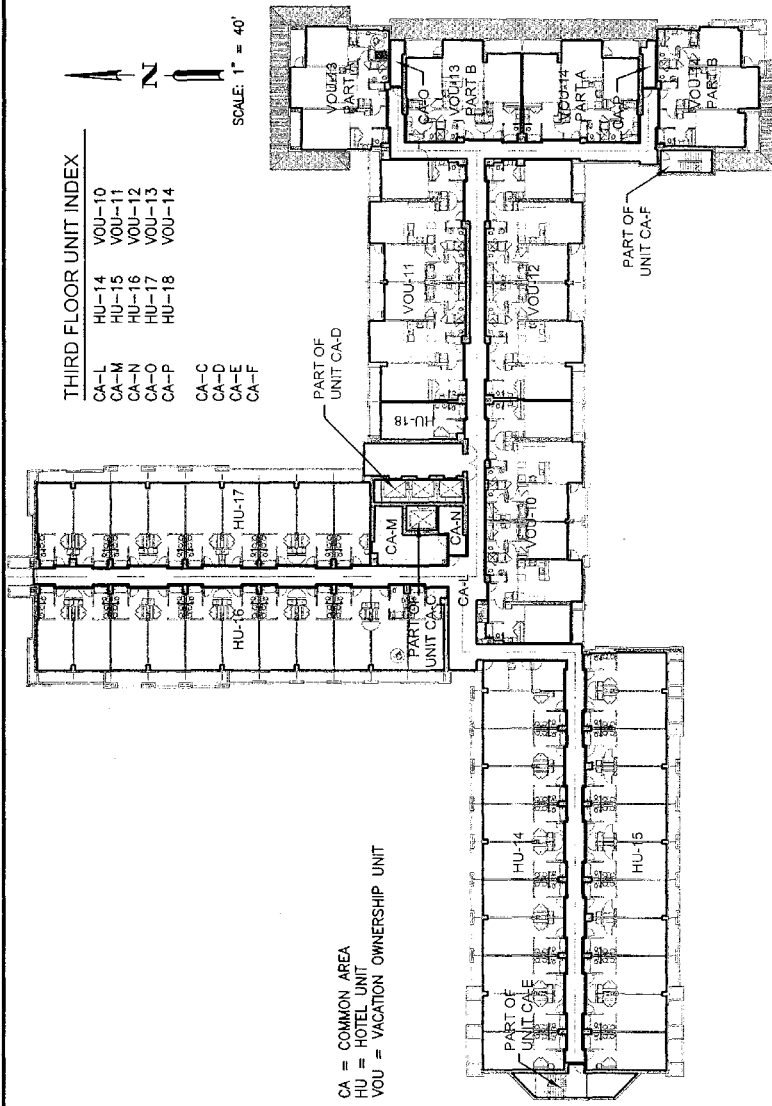 N
SCALE: 1" = 40'
THIRD FLOOR UNIT INDEX
CA-L HU-14 VOU-10
CA-M HU-15 VOU-11
CA-N HU-16 VOU-12
CA-O HU-17 VOU-13
CA-P HU-18 VOU-14
CA-C
CA-D
CA-E
CA-F
CA = COMMON AREA
HU = HOTEL UNIT
VOU = VACATION OWNERSHIP UNIT
VOU-13
PART A
CA-O
VOU-13
PART B
VOU-14
PART A
CA-P
VOU-14
PART B
PART OF
UNIT CA-F
VOU-11
VOU-12
PART OF
UNIT CA-D
HU-18
HU-17
CA-M
CA-N
VOU-10
HU-16
PART OF
UNIT CA-C
CA-L
HU-14
HU-15
PART OF
UNIT CA-E